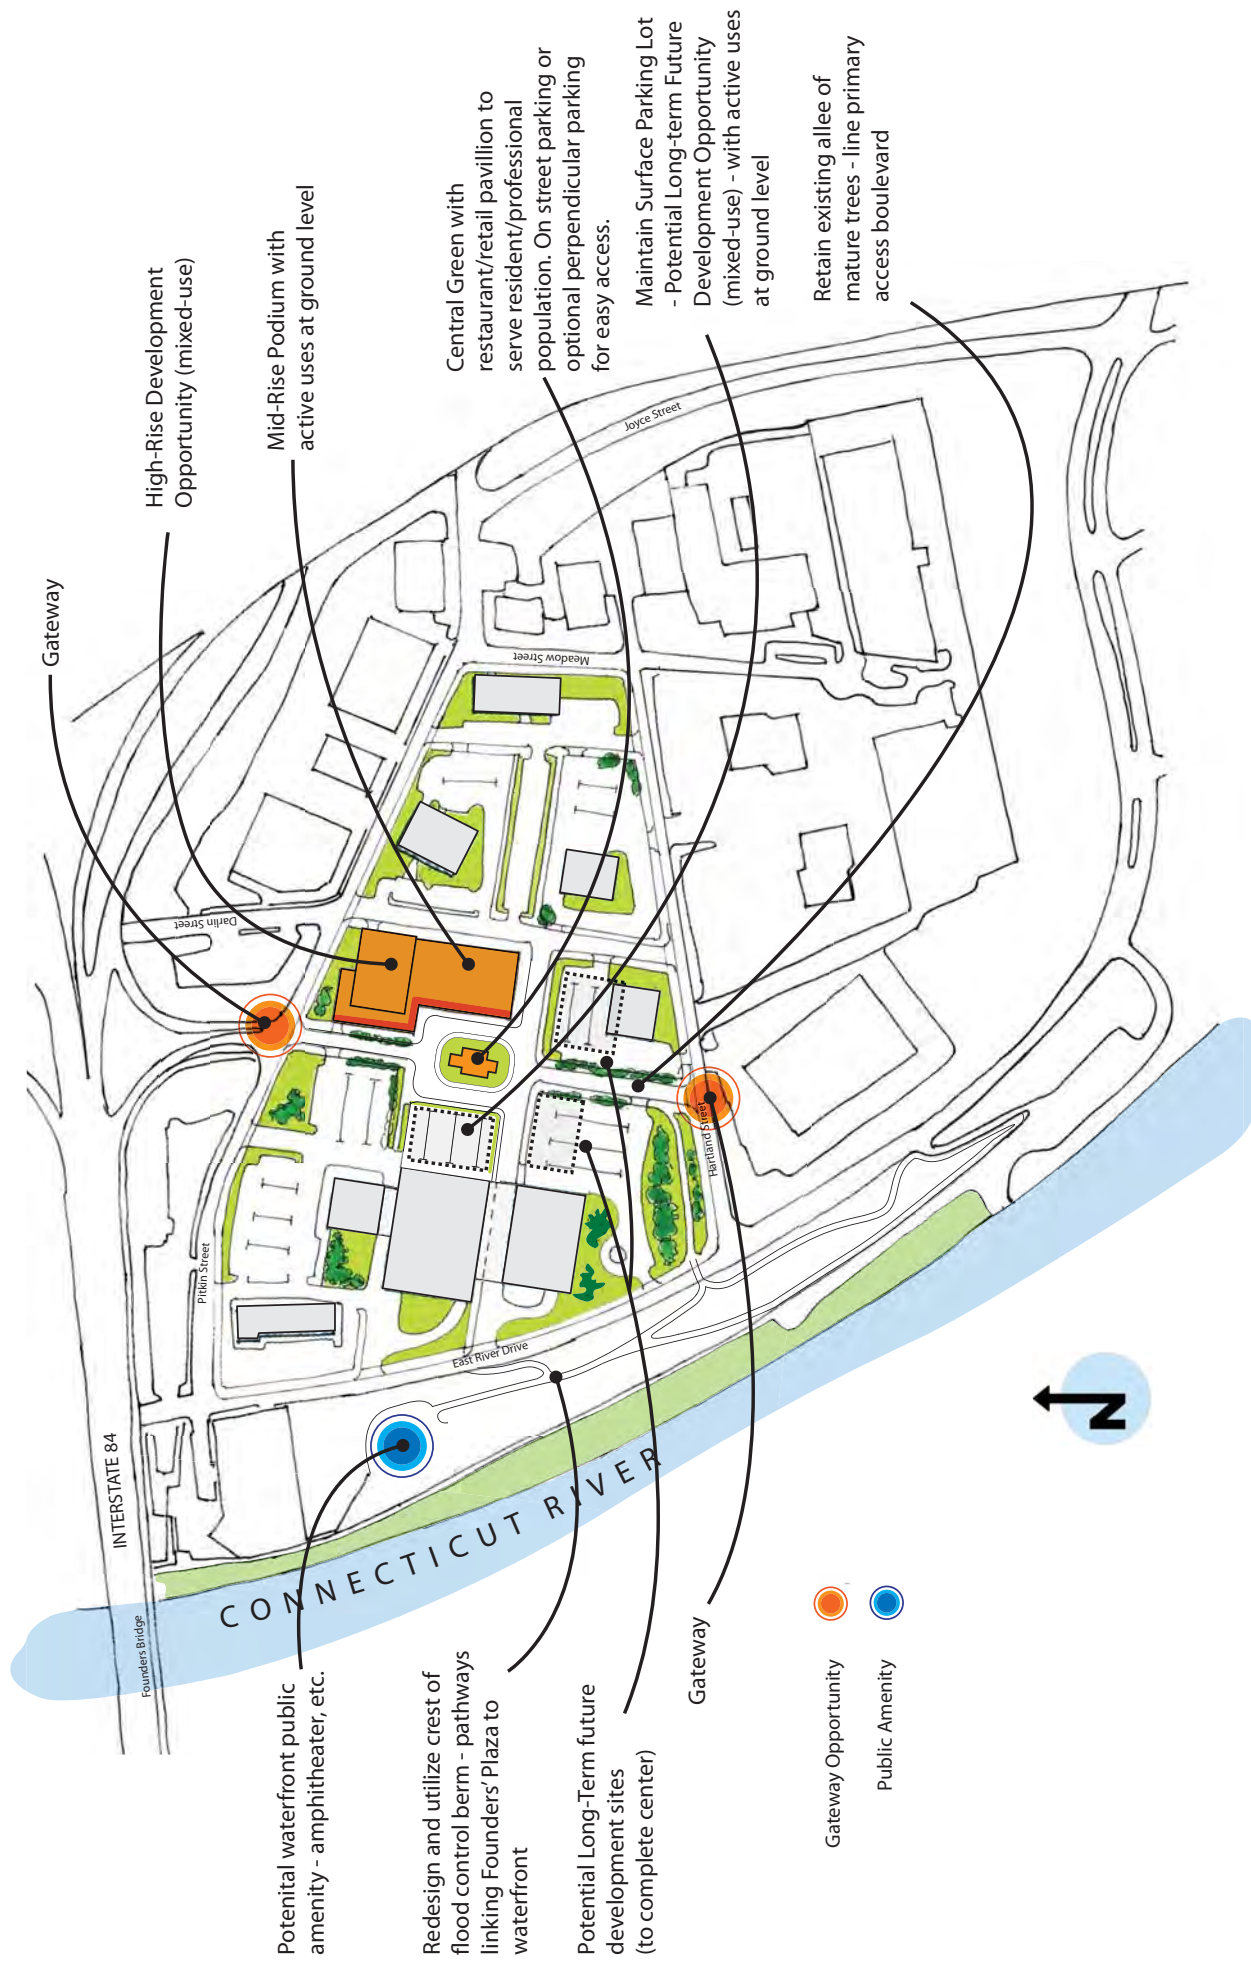 Gateway
High-Rise Development
Opportunity (mixed-use)
Mid-Rise Podium with
active uses at ground level
Central Green with
restaurant/retail pavillion to
serve resident/professional
population. On street parking or
optional perpendicular parking
for easy access.
Maintain Surface Parking Lot
- Potential Long-term Future
Development Opportunity
(mixed-use) - with active uses
at ground level
Retain existing allee of
mature trees - line primary
access boulevard
Joyce Street
Meadow Street
Darlin Street
Hartland Street
Pitkin Street
East River Drive
INTERSTATE 84
Founders Bridge
CONNECTICUT RIVER
N
Potenital waterfront public
amenity - amphitheater, etc.
Redesign and utilize crest of
flood control berm - pathways
linking Founders' Plaza to
waterfront
Potential Long-Term future
development sites
(to complete center)
Gateway
Gateway Opportunity
Public Amenity